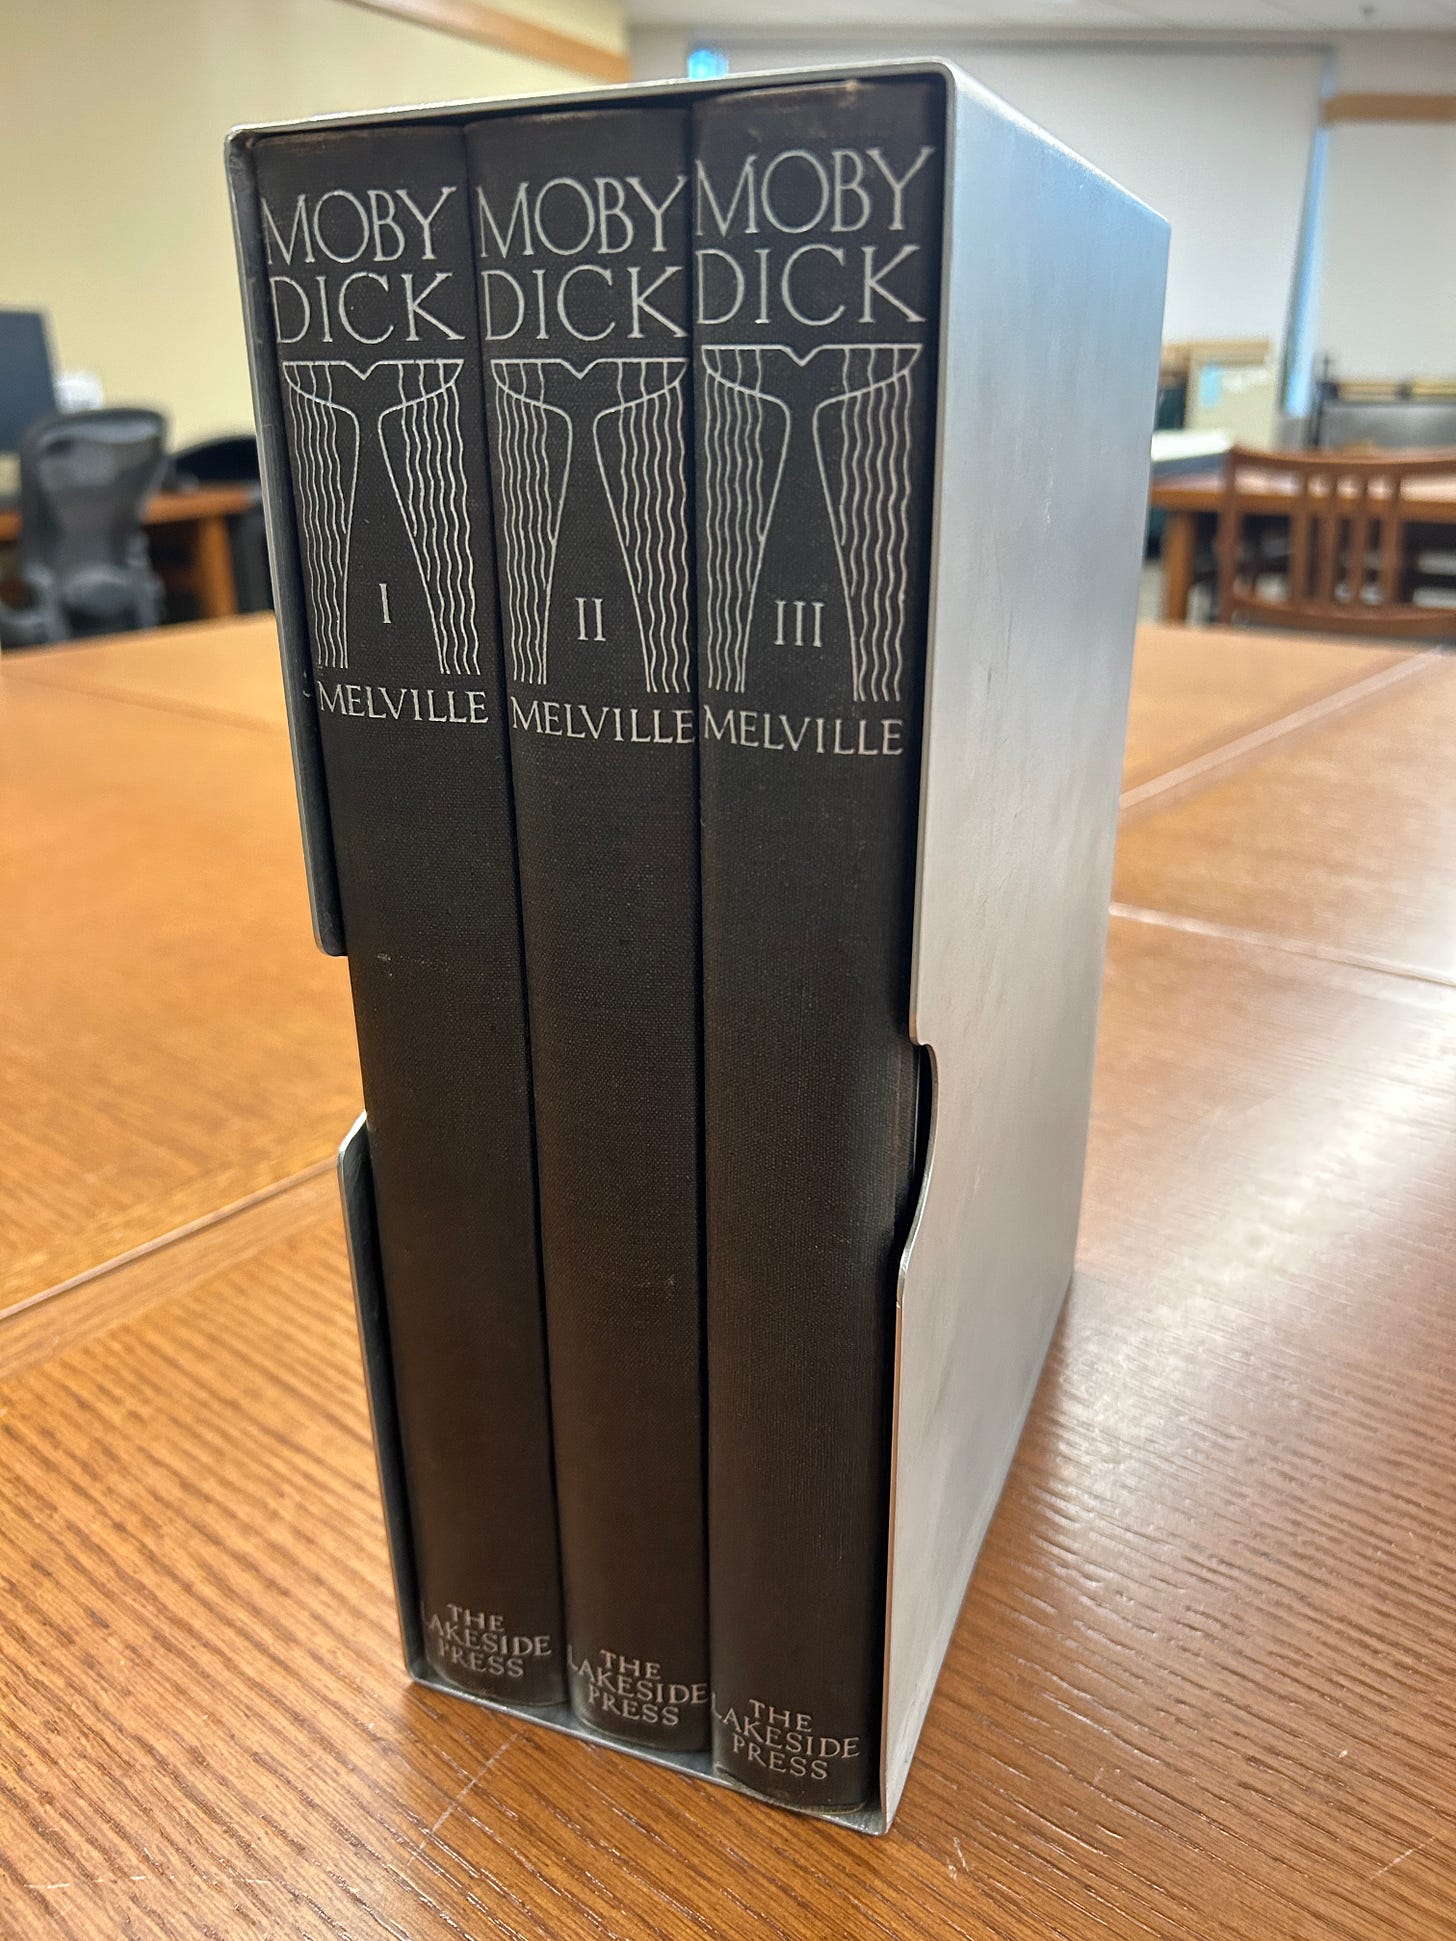 MOBY
DICK
I
MELVILLE
THE
LAKESIDE
PRESS
MOBY
DICK
II
MELVILLE
THE
LAKESIDE
PRESS
MOBY
DICK
III
MELVILLE
THE
LAKESIDE
PRESS